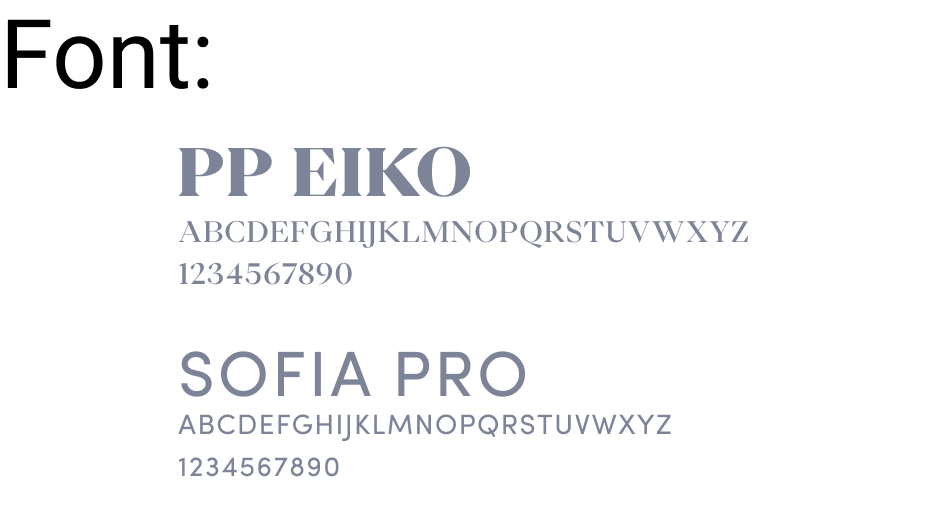 Font:
PP EIKO
ABCDEFGHIJKLMNOPQRSTUVWXYZ
1234567890
SOFIA PRO
ABCDEFGHIJKLMNOPQRSTUVWXYZ
1234567890